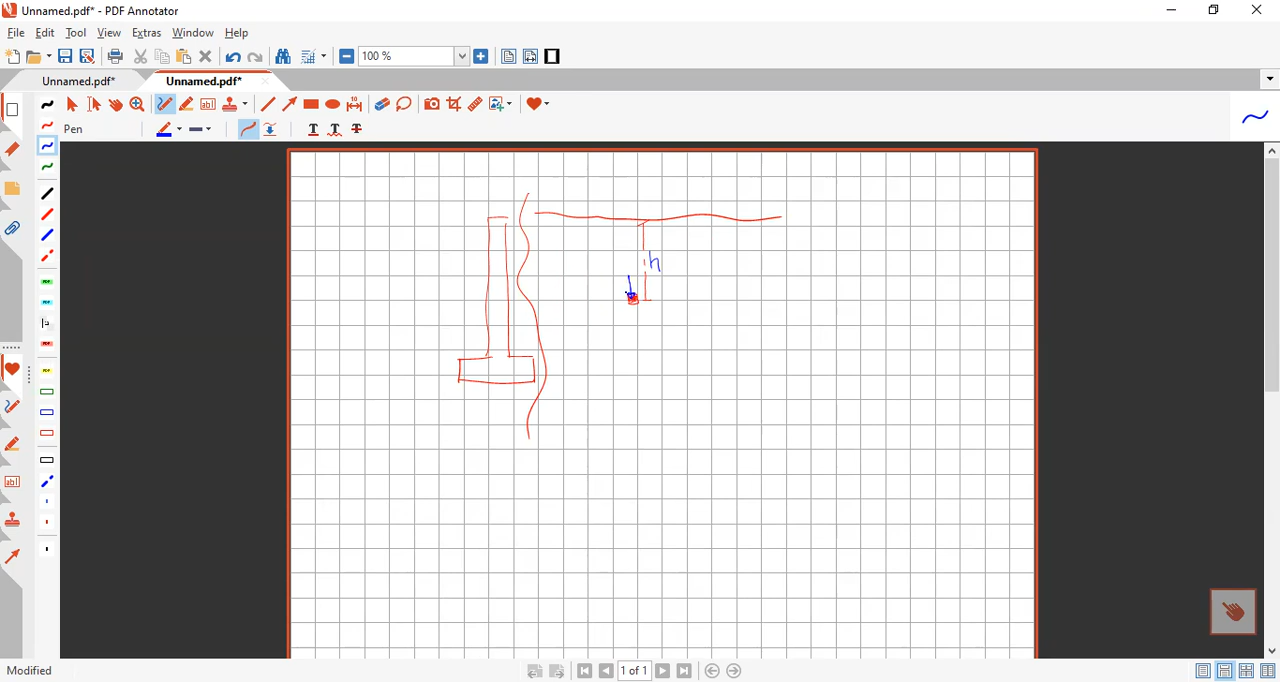 Unnamed.pdf* - PDF Annotator
File Edit Tool View Extras Window Help
100 %
Unnamed.pdf* Unnamed.pdf*
Pen
h
1 of 1
Modified